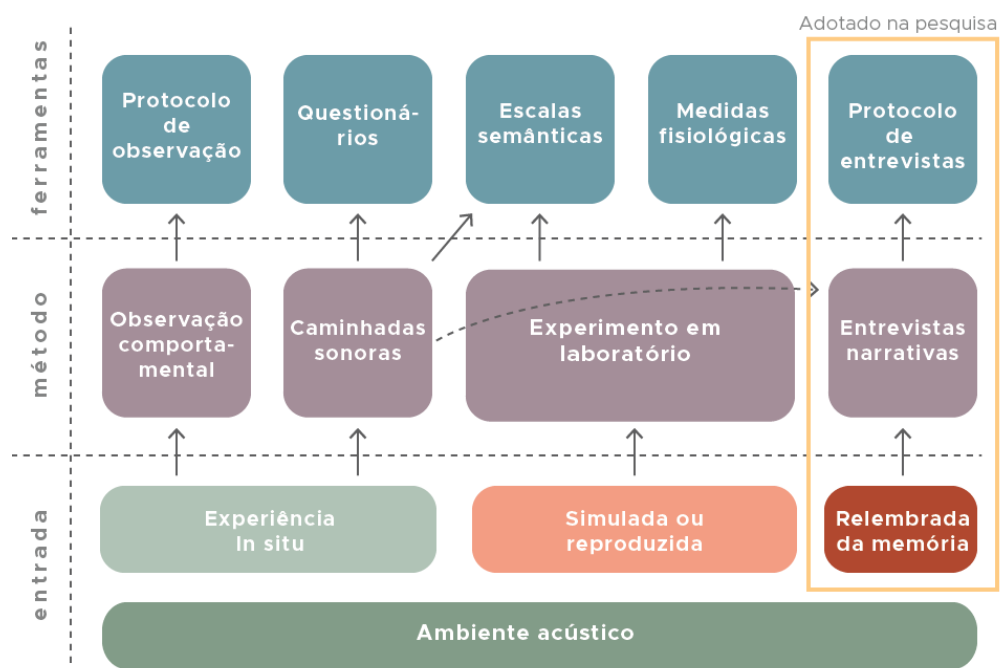 Adotado na pesquisa
ferramentas
Protocolo
de
observação
Questioná-
rios
Escalas
semânticas
Medidas
fisiológicas
Protocolo
de
entrevistas
método
Observação
comporta-
mental
Caminhadas
sonoras
Experimento em
laboratório
Entrevistas
narrativas
entrada
Experiência
In situ
Simulada ou
reproduzida
Relembrada
da memória
Ambiente acústico